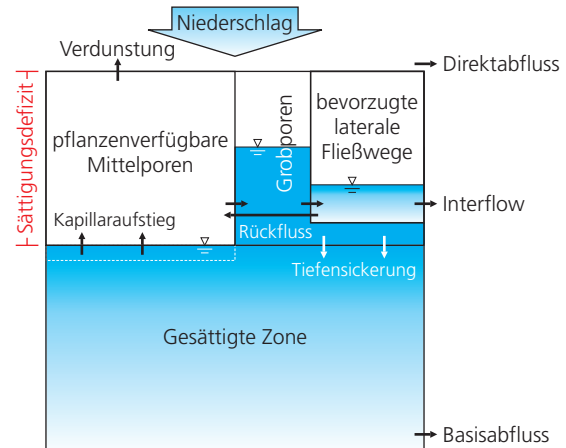 Niederschlag
Verdunstung
Direktabfluss
Sättigungsdefizit
pflanzenverfügbare
Mittelporen
Grobporen
bevorzugte
laterale
Fließwege
Kapillaraufstieg
Interflow
Rückfluss
Tiefensickerung
Gesättigte Zone
Basisabfluss